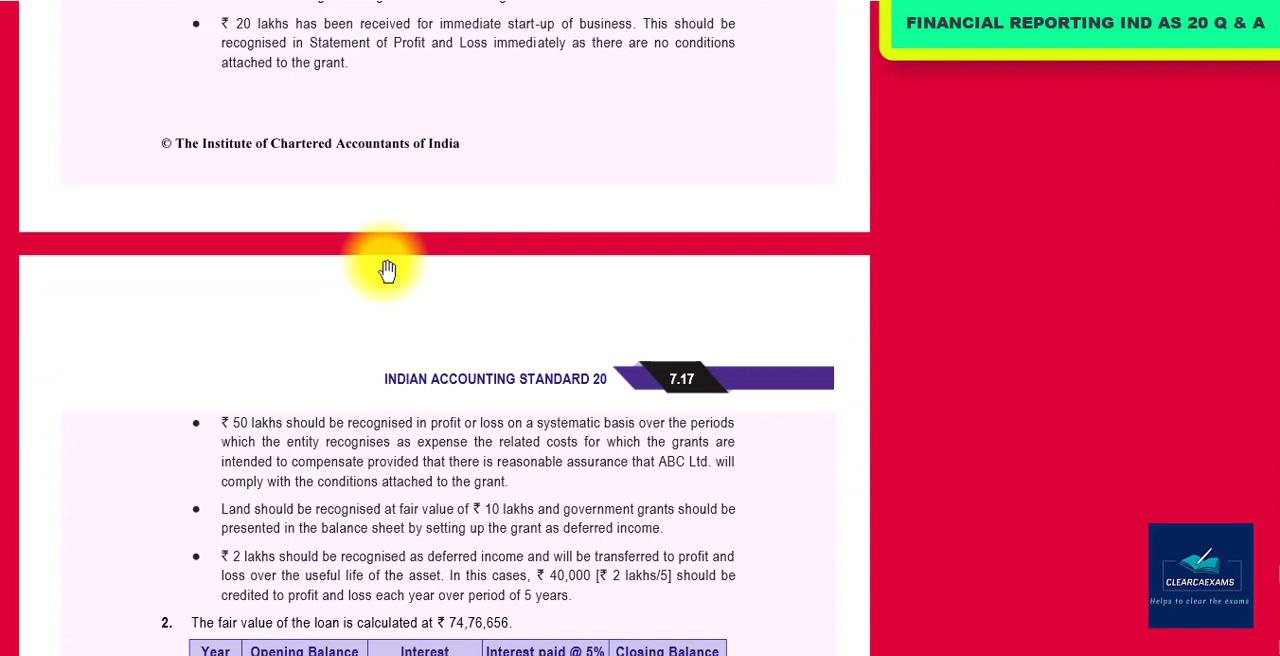 FINANCIAL REPORTING IND AS 20 Q & A
● ₹ 20 lakhs has been received for immediate start-up of business. This should be
recognised in Statement of Profit and Loss immediately as there are no conditions
attached to the grant.
© The Institute of Chartered Accountants of India
INDIAN ACCOUNTING STANDARD 20 7.17
● ₹ 50 lakhs should be recognised in profit or loss on a systematic basis over the periods
which the entity recognises as expense the related costs for which the grants are
intended to compensate provided that there is reasonable assurance that ABC Ltd. will
comply with the conditions attached to the grant.
● Land should be recognised at fair value of ₹ 10 lakhs and government grants should be
presented in the balance sheet by setting up the grant as deferred income.
● ₹ 2 lakhs should be recognised as deferred income and will be transferred to profit and
loss over the useful life of the asset. In this cases, ₹ 40,000 [₹ 2 lakhs/5] should be
credited to profit and loss each year over period of 5 years.
2. The fair value of the loan is calculated at ₹ 74,76,656.
Year Opening Balance Interest Interest paid @ 5% Closing Balance
CLEARCAEXAMS
Helps to clear the exams